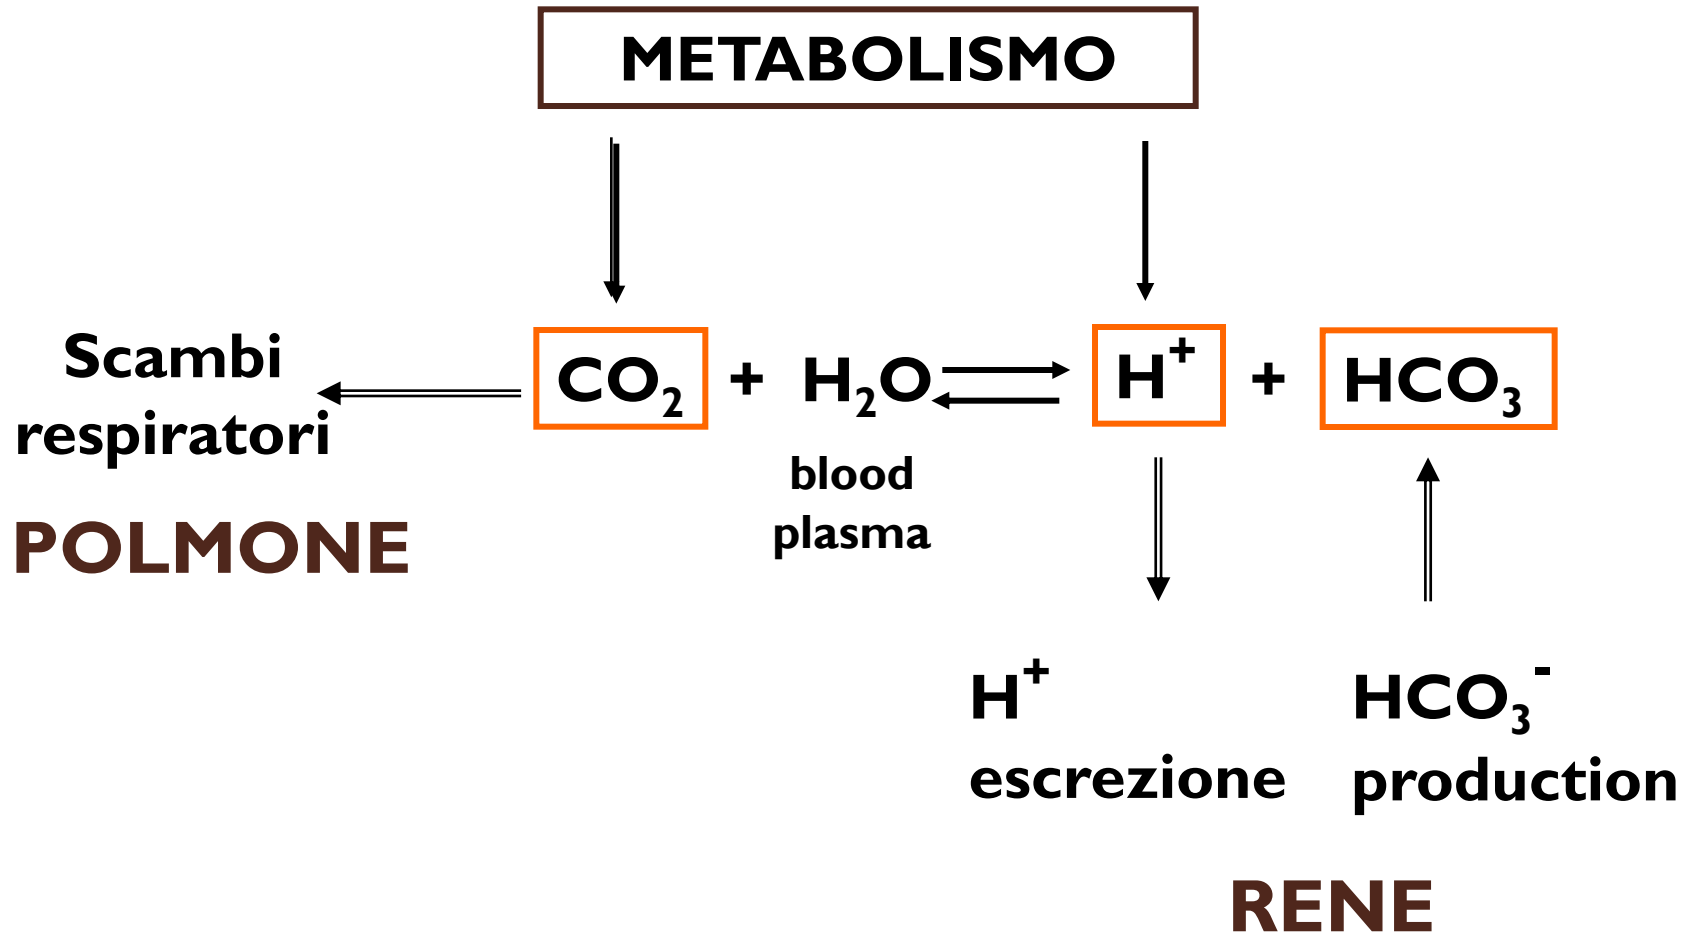 METABOLISMO
Scambi
respiratori
POLMONE
CO₂ + H₂O H⁺ + HCO₃
blood
plasma
H⁺
escrezione
HCO₃⁻
production
RENE